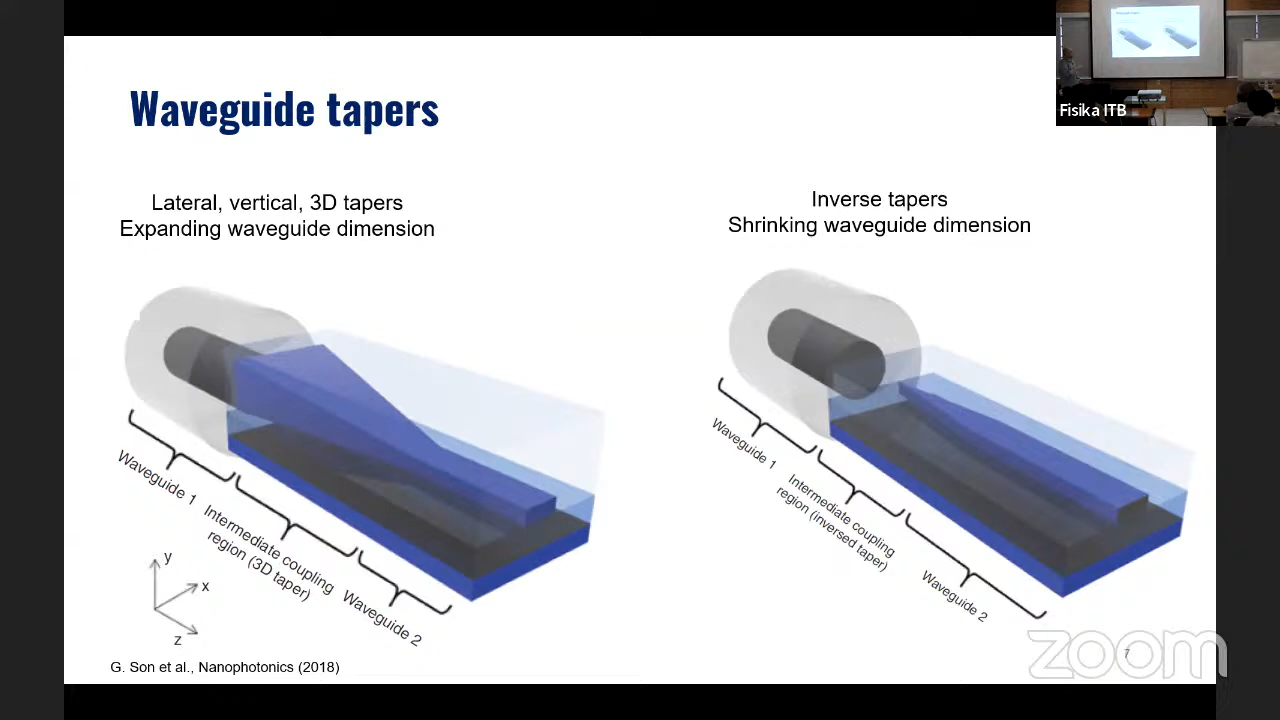 Waveguide tapers
Fisika ITB
Lateral, vertical, 3D tapers
Expanding waveguide dimension
Inverse tapers
Shrinking waveguide dimension
Waveguide 1
Intermediate coupling
region (3D taper)
Waveguide 2
y
x
z
Waveguide 1
Intermediate coupling
region (inversed taper)
Waveguide 2
G. Son et al., Nanophotonics (2018)
7
zoom